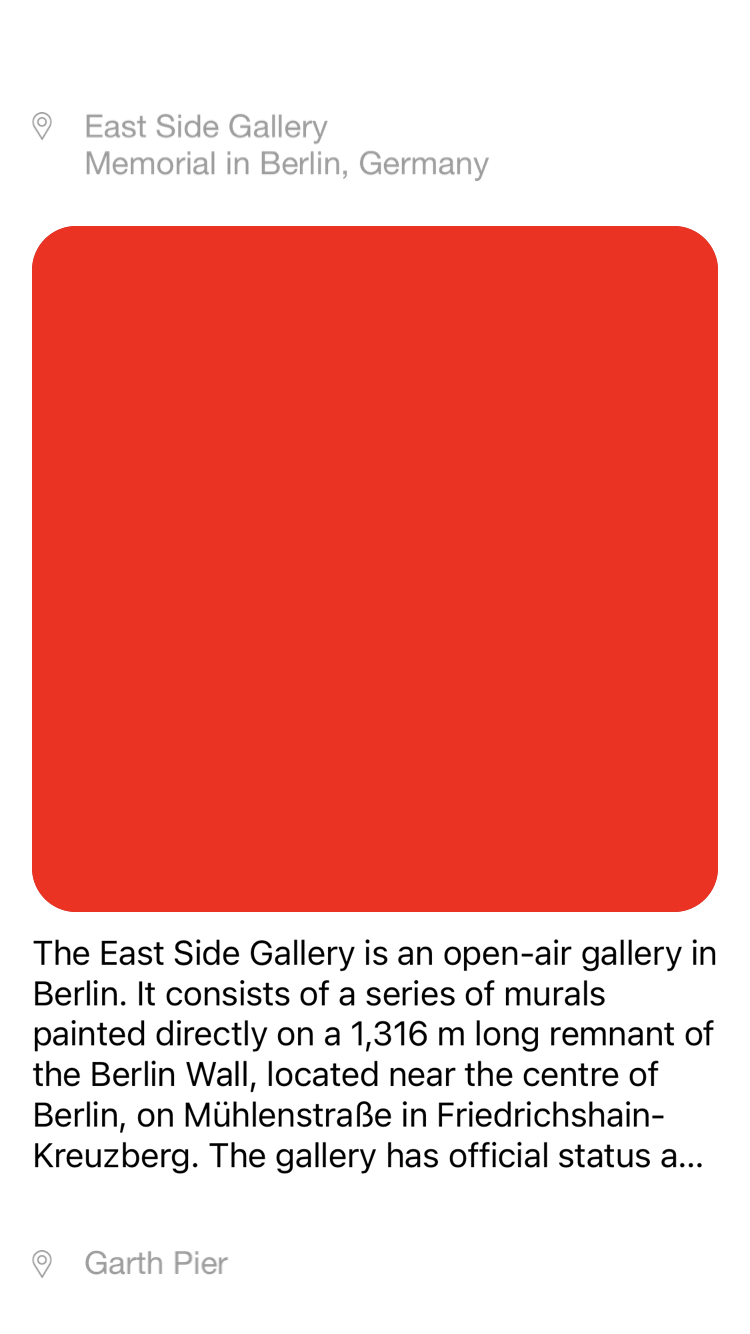 East Side Gallery
Memorial in Berlin, Germany
The East Side Gallery is an open-air gallery in
Berlin. It consists of a series of murals
painted directly on a 1,316 m long remnant of
the Berlin Wall, located near the centre of
Berlin, on Mühlenstraße in Friedrichshain-
Kreuzberg. The gallery has official status a...
Garth Pier